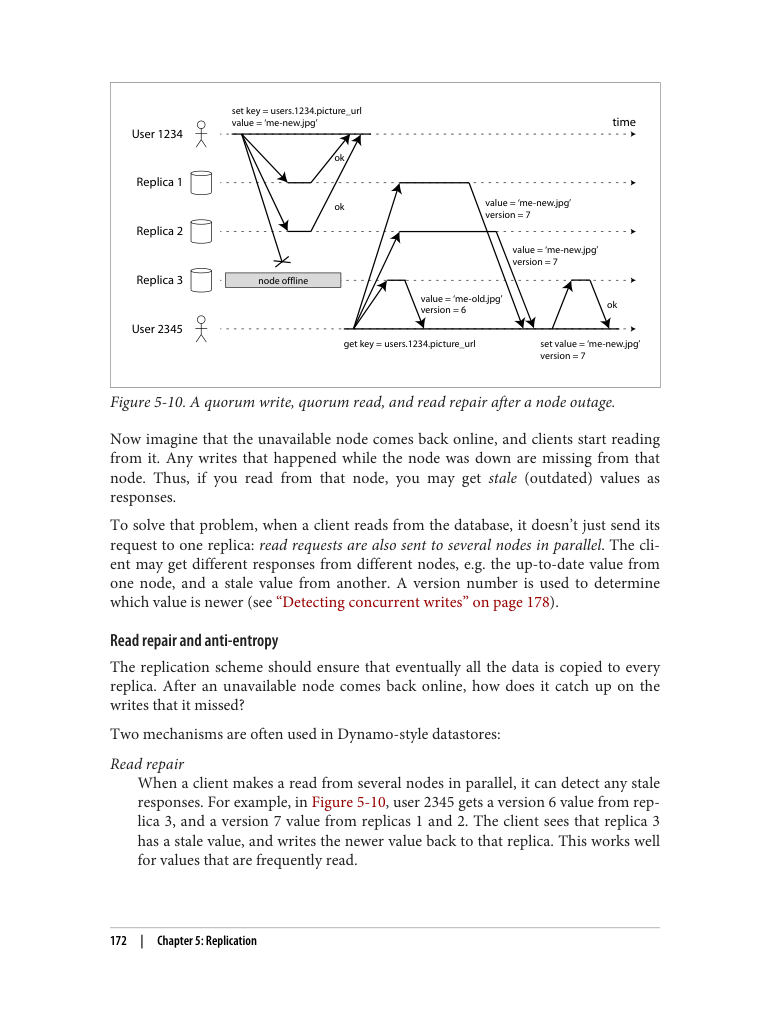 set key = users.1234.picture_url
value = ‘me-new.jpg’
time
User 1234
ok
Replica 1
value = ‘me-new.jpg’
version = 7
ok
Replica 2
value = ‘me-new.jpg’
version = 7
Replica 3
node offline
value = ‘me-old.jpg’
version = 6
ok
User 2345
get key = users.1234.picture_url
set value = ‘me-new.jpg’
version = 7
Figure 5-10. A quorum write, quorum read, and read repair after a node outage.
Now imagine that the unavailable node comes back online, and clients start reading
from it. Any writes that happened while the node was down are missing from that
node. Thus, if you read from that node, you may get stale (outdated) values as
responses.
To solve that problem, when a client reads from the database, it doesn’t just send its
request to one replica: read requests are also sent to several nodes in parallel. The cli-
ent may get different responses from different nodes, e.g. the up-to-date value from
one node, and a stale value from another. A version number is used to determine
which value is newer (see “Detecting concurrent writes” on page 178).
Read repair and anti-entropy
The replication scheme should ensure that eventually all the data is copied to every
replica. After an unavailable node comes back online, how does it catch up on the
writes that it missed?
Two mechanisms are often used in Dynamo-style datastores:
Read repair
When a client makes a read from several nodes in parallel, it can detect any stale
responses. For example, in Figure 5-10, user 2345 gets a version 6 value from rep-
lica 3, and a version 7 value from replicas 1 and 2. The client sees that replica 3
has a stale value, and writes the newer value back to that replica. This works well
for values that are frequently read.
172 | Chapter 5: Replication